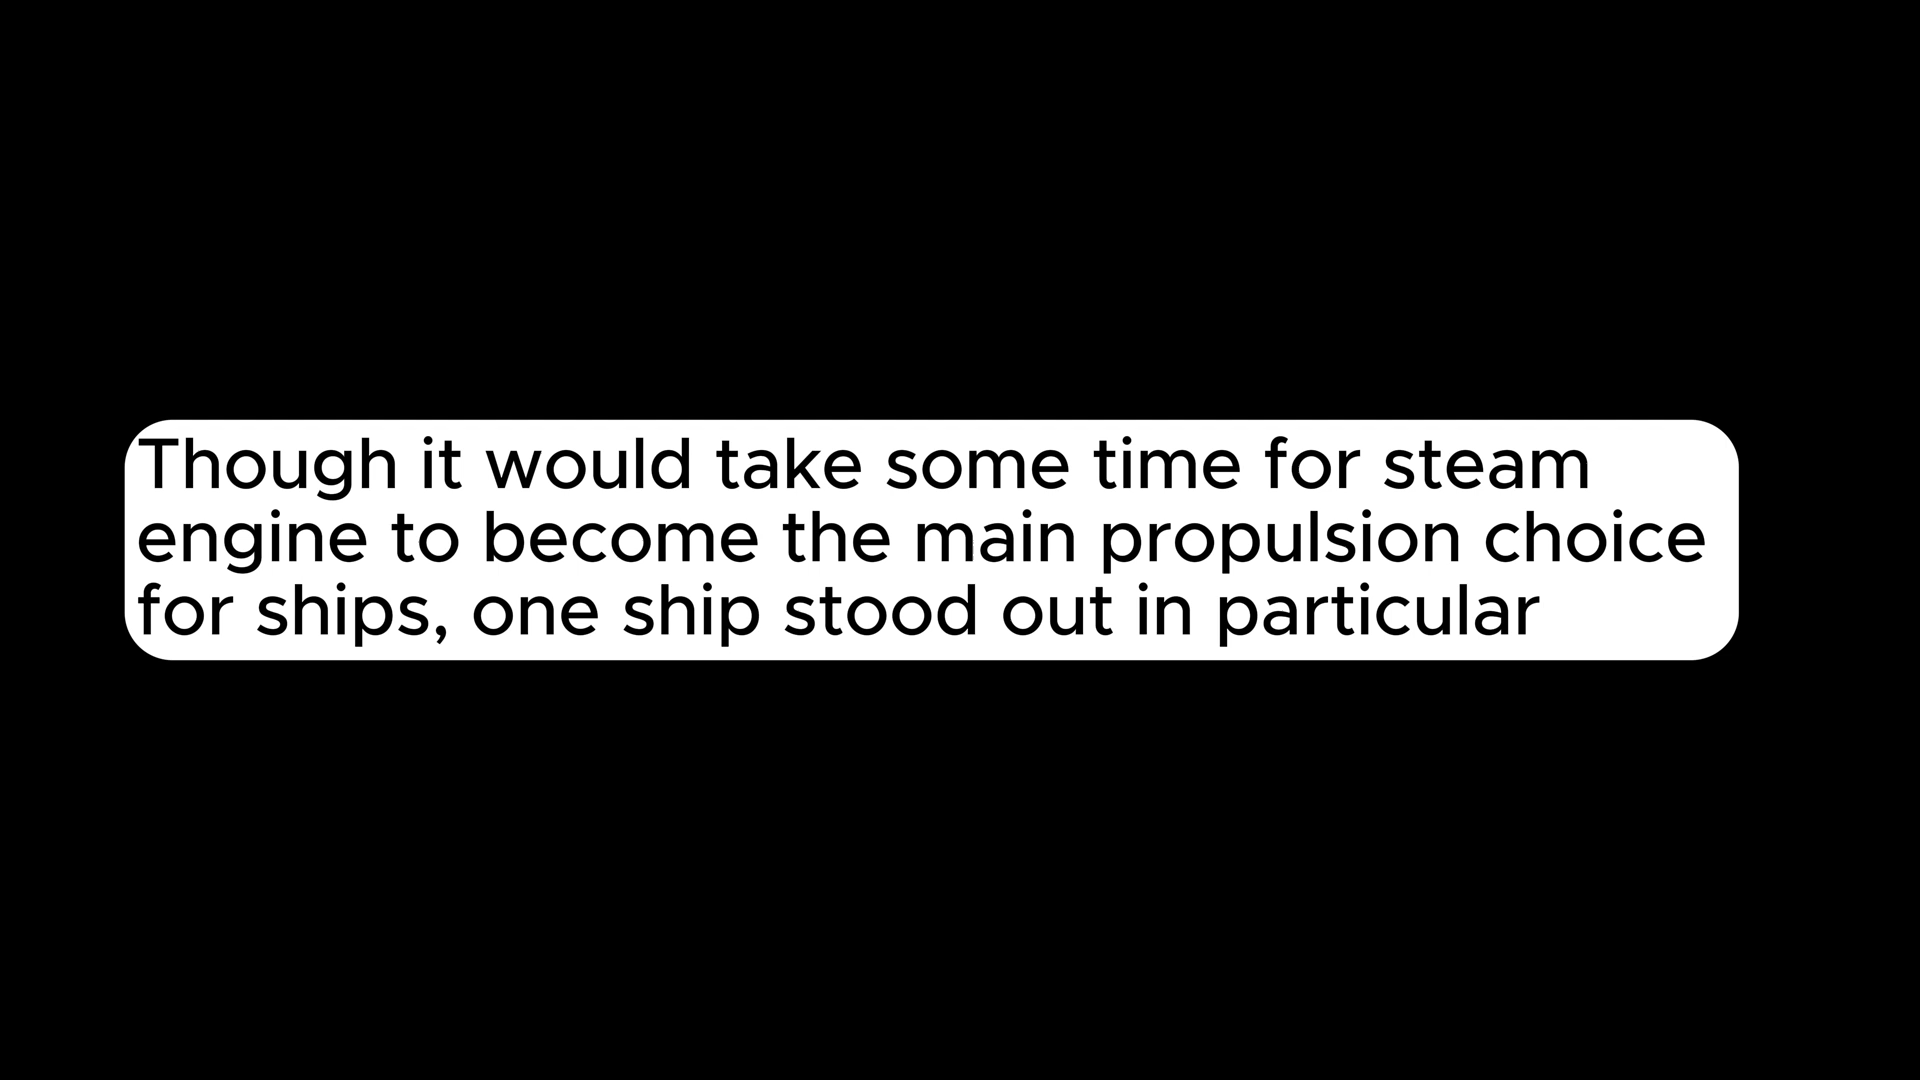 Though it would take some time for steam
engine to become the main propulsion choice
for ships, one ship stood out in particular